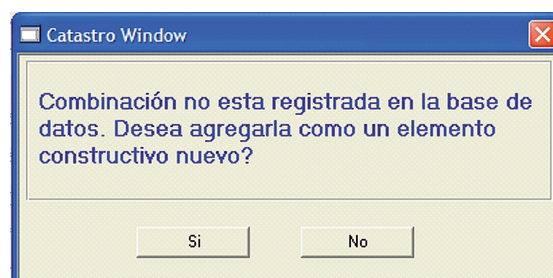 Catastro Window
Combinación no esta registrada en la base de
datos. Desea agregarla como un elemento
constructivo nuevo?
Si No